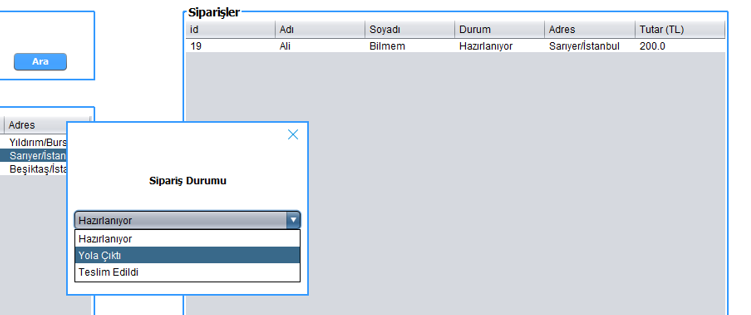 Siparişler
id Adı Soyadı Durum Adres Tutar (TL)
19 Ali Bilmem Hazırlanıyor Sarıyer/İstanbul 200.0
Ara
Adres
Yıldırım/Burs
Sarıyer/İstan
Beşiktaş/İsta
Sipariş Durumu
Hazırlanıyor
Hazırlanıyor
Yola Çıktı
Teslim Edildi